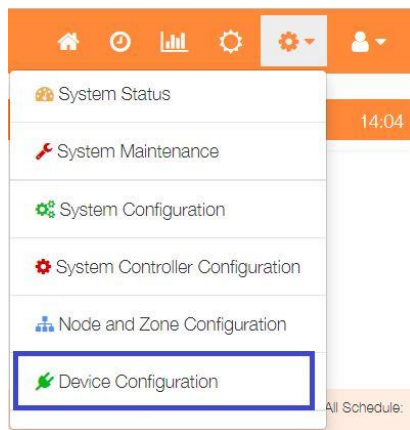 System Status
14:04
System Maintenance
System Configuration
System Controller Configuration
Node and Zone Configuration
Device Configuration
All Schedule: